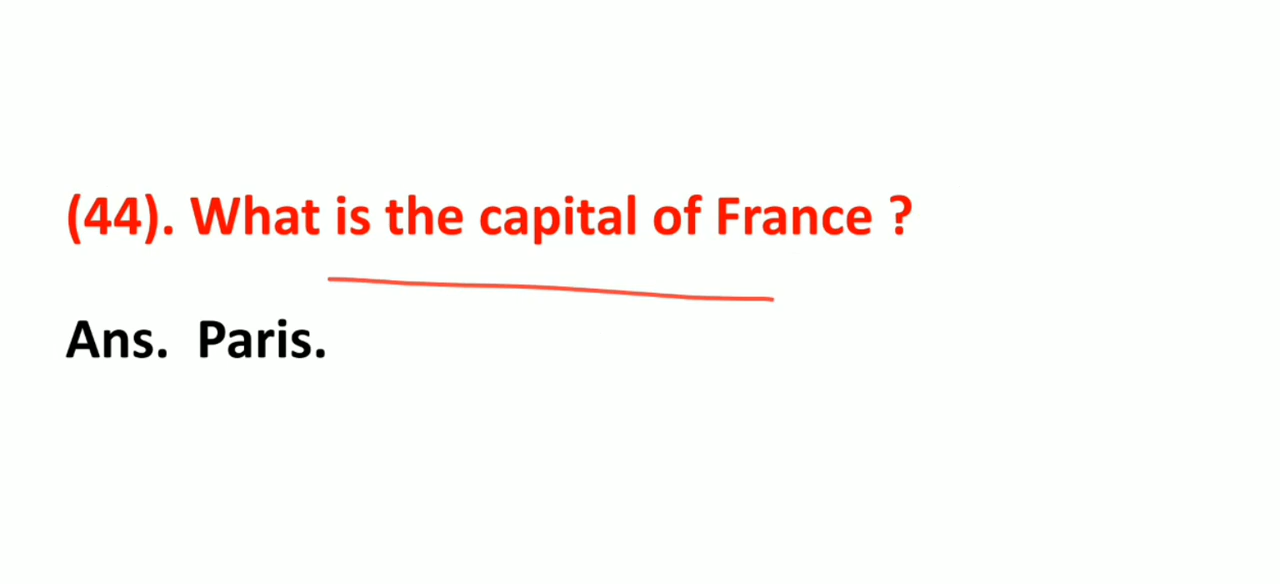 (44). What is the capital of France ?
Ans. Paris.